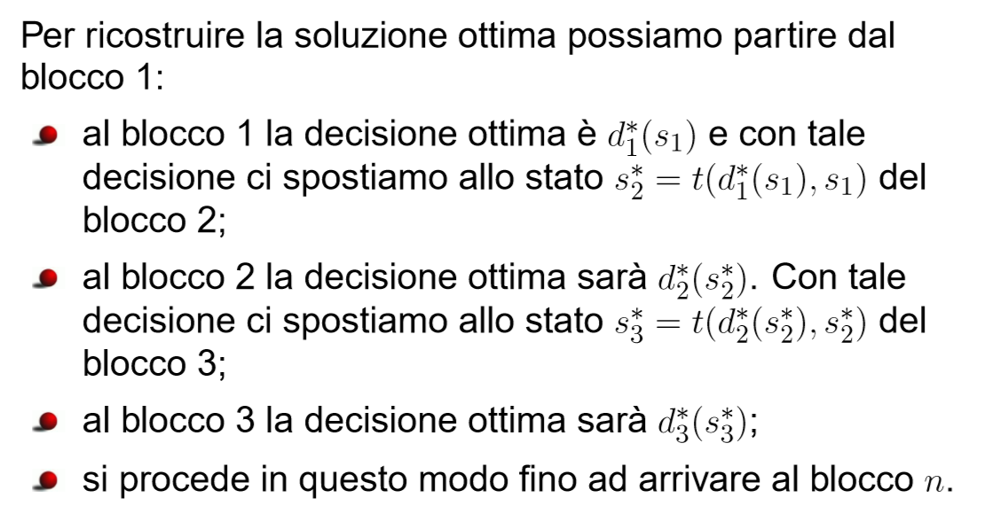 Per ricostruire la soluzione ottima possiamo partire dal
blocco 1:
al blocco 1 la decisione ottima è $d_1^*(s_1)$ e con tale
decisione ci spostiamo allo stato $s_2^* = t(d_1^*(s_1), s_1)$ del
blocco 2;
al blocco 2 la decisione ottima sarà $d_2^*(s_2^*)$. Con tale
decisione ci spostiamo allo stato $s_3^* = t(d_2^*(s_2^*), s_2^*)$ del
blocco 3;
al blocco 3 la decisione ottima sarà $d_3^*(s_3^*)$;
si procede in questo modo fino ad arrivare al blocco $n$.